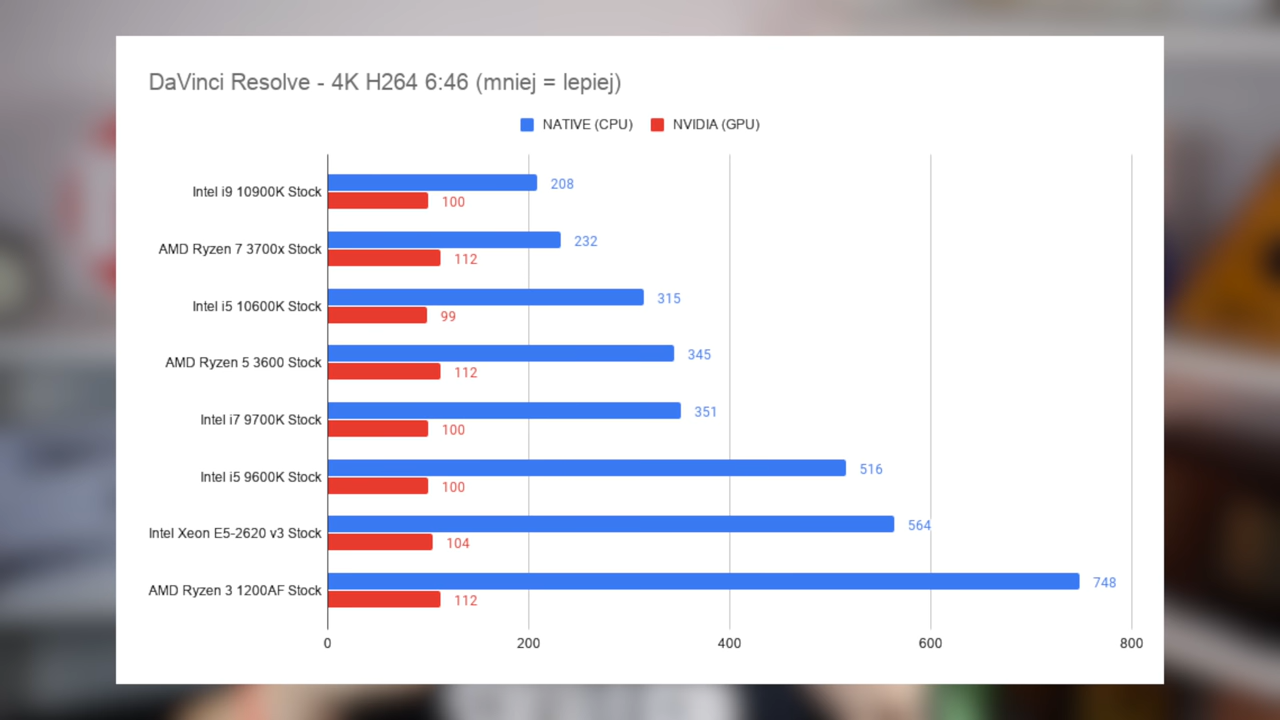 DaVinci Resolve - 4K H264 6:46 (mniej = lepiej)
NATIVE (CPU) NVIDIA (GPU)
Intel i9 10900K Stock 208
100
AMD Ryzen 7 3700x Stock 232
112
Intel i5 10600K Stock 315
99
AMD Ryzen 5 3600 Stock 345
112
Intel i7 9700K Stock 351
100
Intel i5 9600K Stock 516
100
Intel Xeon E5-2620 v3 Stock 564
104
AMD Ryzen 3 1200AF Stock 748
112
0 200 400 600 800